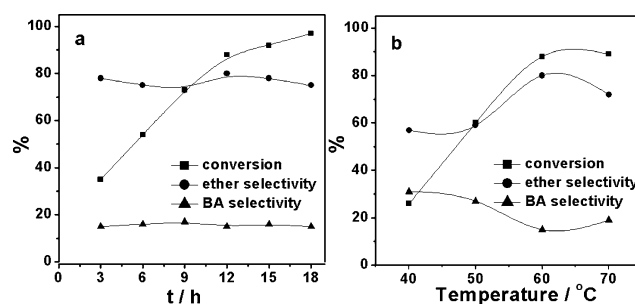 a
100
80
60
40
20
0
%
conversion
ether selectivity
BA selectivity
0 3 6 9 12 15 18
t / h
b
100
80
60
40
20
0
%
conversion
ether selectivity
BA selectivity
40 50 60 70
Temperature / °C